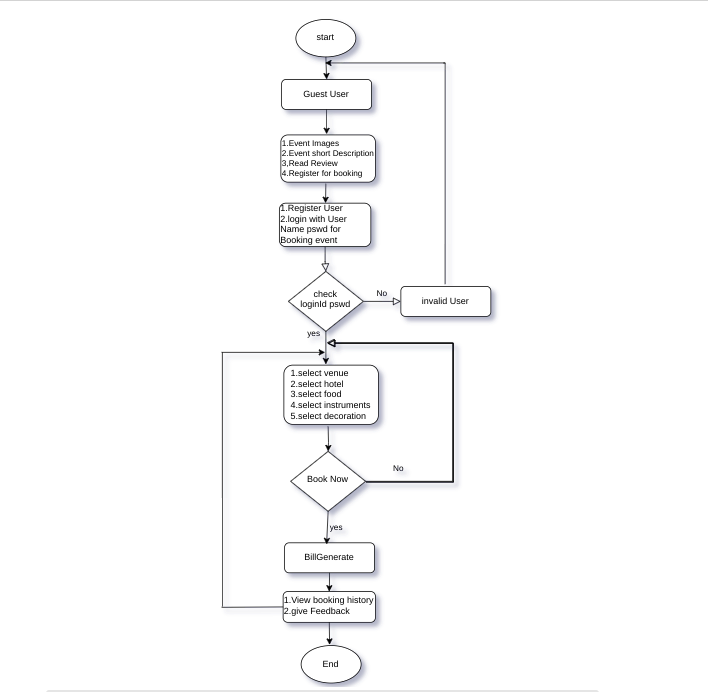 start
Guest User
1.Event Images
2.Event short Description
3,Read Review
4.Register for booking
1.Register User
2.login with User
Name pswd for
Booking event
check
loginId pswd
No
invalid User
yes
1.select venue
2.select hotel
3.select food
4.select instruments
5.select decoration
Book Now
No
yes
BillGenerate
1.View booking history
2.give Feedback
End